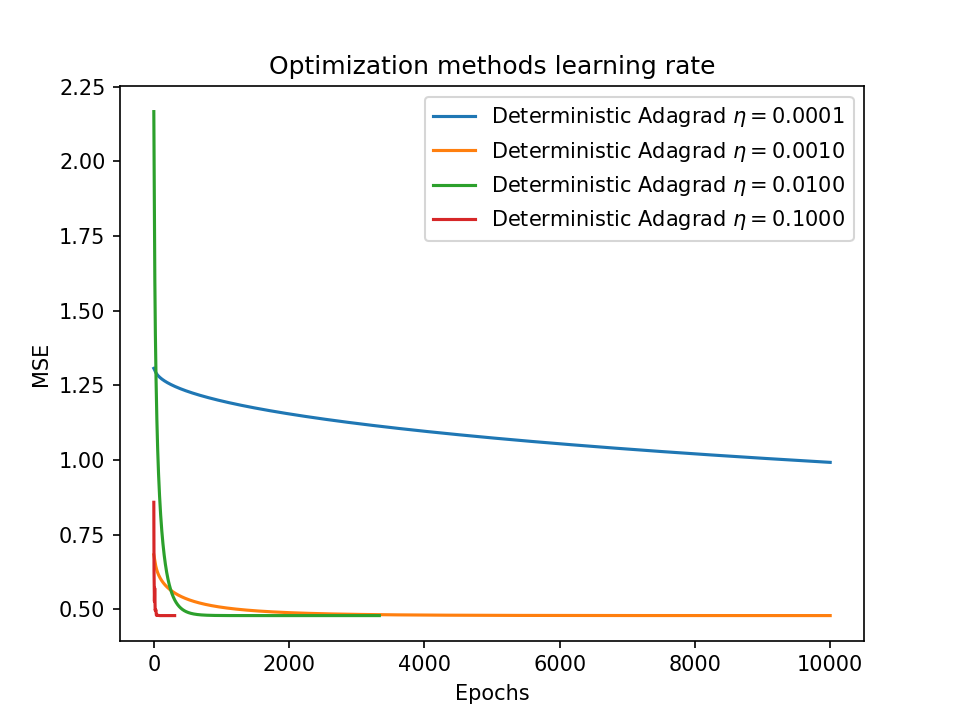 Optimization methods learning rate
2.25
2.00
1.75
1.50
1.25
1.00
0.75
0.50
MSE
Deterministic Adagrad η = 0.0001
Deterministic Adagrad η = 0.0010
Deterministic Adagrad η = 0.0100
Deterministic Adagrad η = 0.1000
0 2000 4000 6000 8000 10000
Epochs